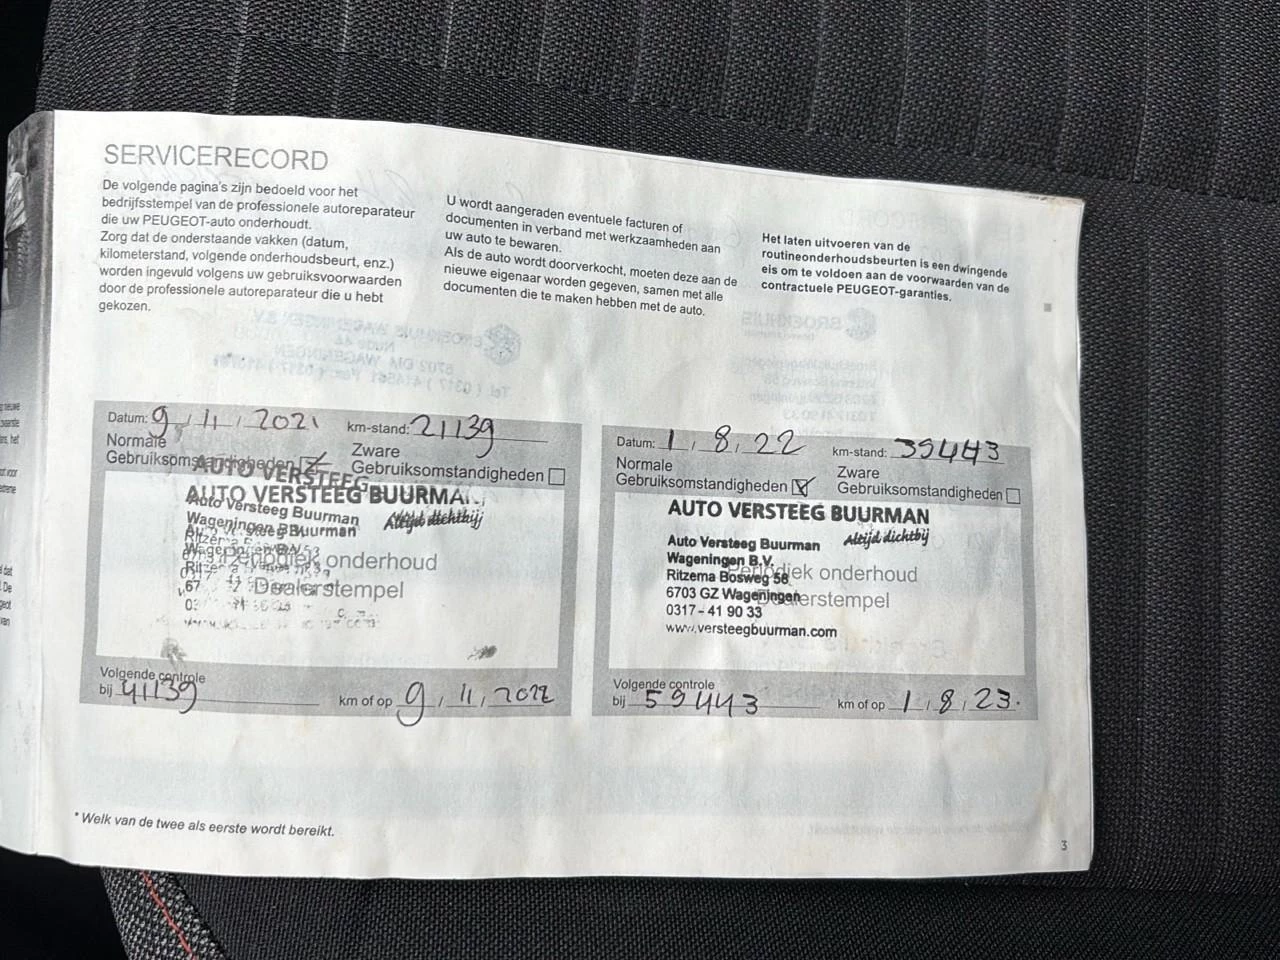 SERVICERECORD
De volgende pagina's zijn bedoeld voor het
bedrijfsstempel van de professionele autoreparateur
die uw PEUGEOT-auto onderhoudt.
Zorg dat de onderstaande vakken (datum,
kilometerstand, volgende onderhoudsbeurt, enz.)
worden ingevuld volgens uw gebruiksvoorwaarden
door de professionele autoreparateur die u hebt
gekozen.
U wordt aangeraden eventuele facturen of
documenten in verband met werkzaamheden aan
uw auto te bewaren.
Als de auto wordt doorverkocht, moeten deze aan de
nieuwe eigenaar worden gegeven, samen met alle
documenten die te maken hebben met de auto.
Het laten uitvoeren van de
routineonderhoudsbeurten is een dwingende
eis om te voldoen aan de voorwaarden van de
contractuele PEUGEOT-garanties.
Datum: 9 / 11 / 2021 km-stand: 21139
Normale
Gebruiksomstandigheden
Zware
Gebruiksomstandigheden
AUTO VERSTEEG
AUTO VERSTEEG BUURMA
Auto Versteeg Buurman
Altijd dichtbij
Periodiek onderhoud
Dealerstempel
Volgende controle
bij 41139 km of op 9 / 11 / 2022
Datum: 1 / 8 / 22 km-stand: 39443
Normale
Gebruiksomstandigheden
Zware
Gebruiksomstandigheden
AUTO VERSTEEG BUURMAN
Altijd dichtbij
Auto Versteeg Buurman
Wageningen B.V.
Ritzema Bosweg 58
6703 GZ Wageningen
0317 - 41 90 33
www.versteegbuurman.com
Periodiek onderhoud
Dealerstempel
Volgende controle
bij 59443 km of op 1 / 8 / 23.
* Welk van de twee als eerste wordt bereikt.
3